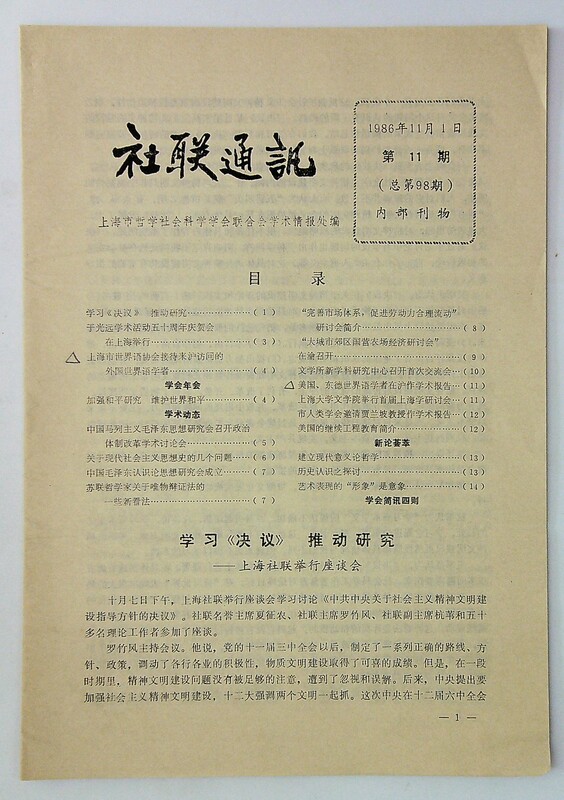 社联通訊
上海市哲学社会科学学会联合会学术情报处编
1986年11月1日
第 11 期
（总第98期）
内部刊物
目 录
学习《决议》 推动研究…………………（ 1 ）
于光远学术活动五十周年庆贺会
在上海举行…………………………（ 3 ）
上海市世界语协会接待来沪访问的
外国世界语学者……………………（ 4 ）
学会年会
加强和平研究 维护世界和平…………（ 4 ）
学术动态
中国马列主义毛泽东思想研究会召开政治
体制改革学术讨论会………………（ 5 ）
关于现代社会主义思想史的几个问题……（ 6 ）
中国毛泽东认识论思想研究会成立………（ 7 ）
苏联哲学家关于唯物辩证法的
一些新看法…………………………（ 7 ）
“完善市场体系，促进劳动力合理流动”
研讨会简介…………………………（ 8 ）
“大城市郊区国营农场经济研讨会”
在渝召开……………………………（ 9 ）
文学所新学科研究中心召开首次交流会…（10）
美国、东德世界语学者在沪作学术报告…（11）
上海大学文学院举行首届上海学研讨会…（11）
市人类学会邀请贾兰坡教授作学术报告…（12）
美国的继续工程教育简介…………………（12）
新论荟萃
建立现代意义论哲学………………………（13）
历史认识之探讨……………………………（13）
艺术表现的“形象”是意象………………（14）
学会简讯四则
学习《决议》 推动研究
——上海社联举行座谈会
十月七日下午，上海社联举行座谈会学习讨论《中共中央关于社会主义精神文明建
设指导方针的决议》。社联名誉主席夏征农、社联主席罗竹风、社联副主席杭苇和五十
多名理论工作者参加了座谈。
罗竹风主持会议。他说，党的十一届三中全会以后，制定了一系列正确的路线、方
针、政策，调动了各行各业的积极性，物质文明建设取得了可喜的成绩。但是，在一段
时期里，精神文明建设问题没有被足够的注意，遭到了忽视和误解。后来，中央提出要
加强社会主义精神文明建设，十二大强调两个文明一起抓。这次中央在十二届六中全会
— 1 —